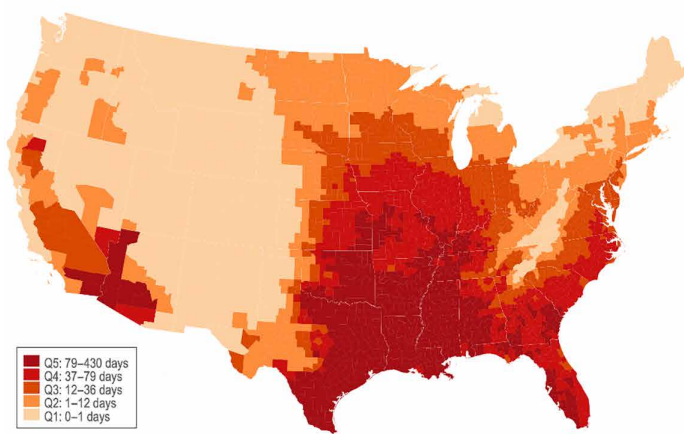 Q5: 79–430 days
Q4: 37–79 days
Q3: 12–36 days
Q2: 1–12 days
Q1: 0–1 days